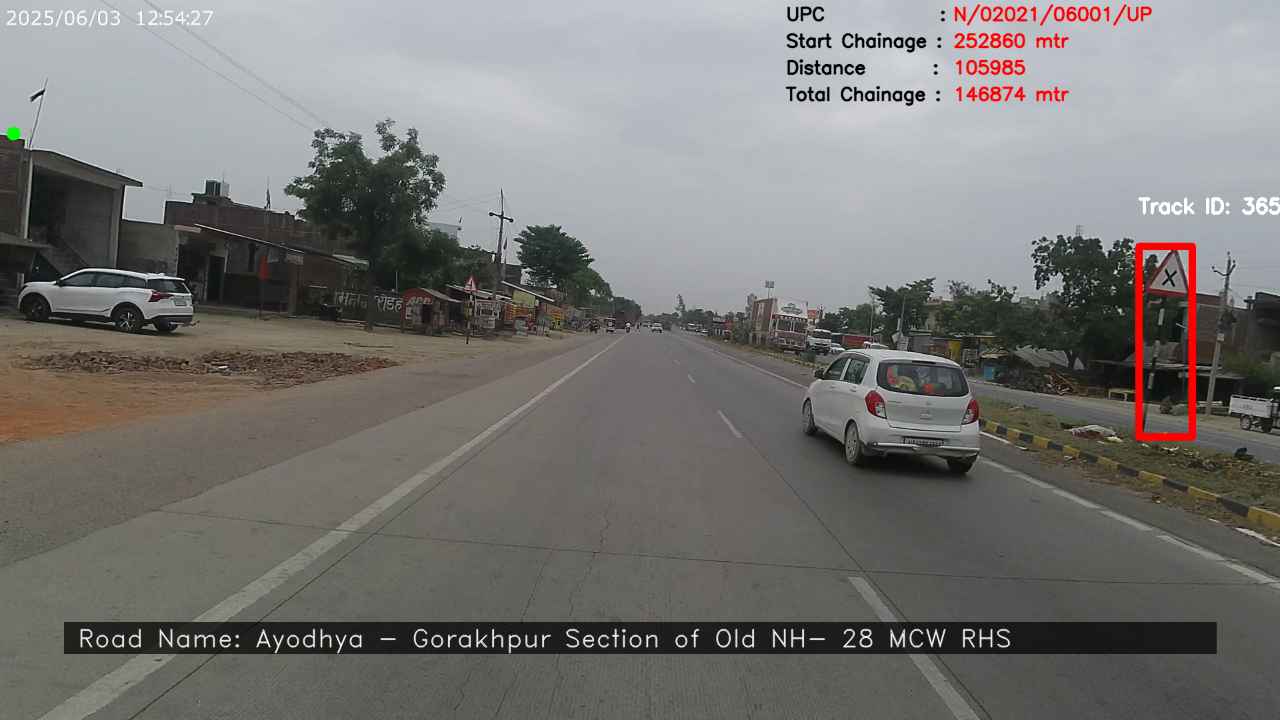 2025/06/03 12:54:27
UPC : N/02021/06001/UP
Start Chainage : 252860 mtr
Distance : 105985
Total Chainage : 146874 mtr
Track ID: 365
Road Name: Ayodhya - Gorakhpur Section of Old NH- 28 MCW RHS